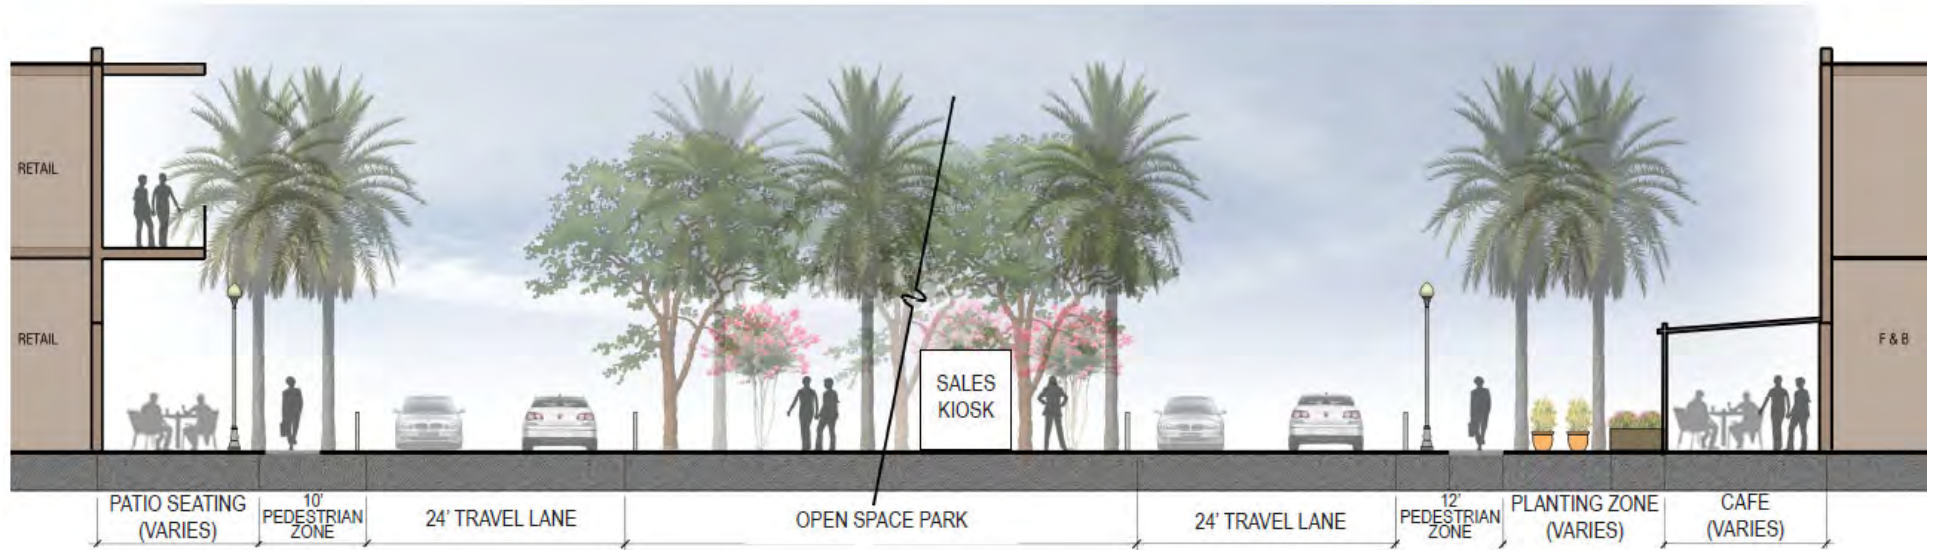 RETAIL
RETAIL
SALES
KIOSK
F & B
PATIO SEATING
(VARIES)
10'
PEDESTRIAN
ZONE
24' TRAVEL LANE
OPEN SPACE PARK
24' TRAVEL LANE
12'
PEDESTRIAN
ZONE
PLANTING ZONE
(VARIES)
CAFE
(VARIES)